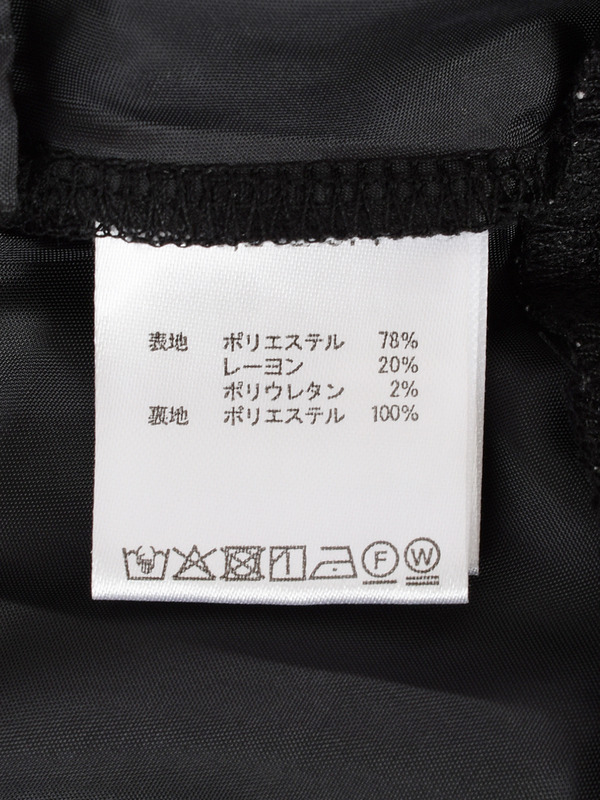 表地 ポリエステル 78%
レーヨン 20%
ポリウレタン 2%
裏地 ポリエステル 100%
F W